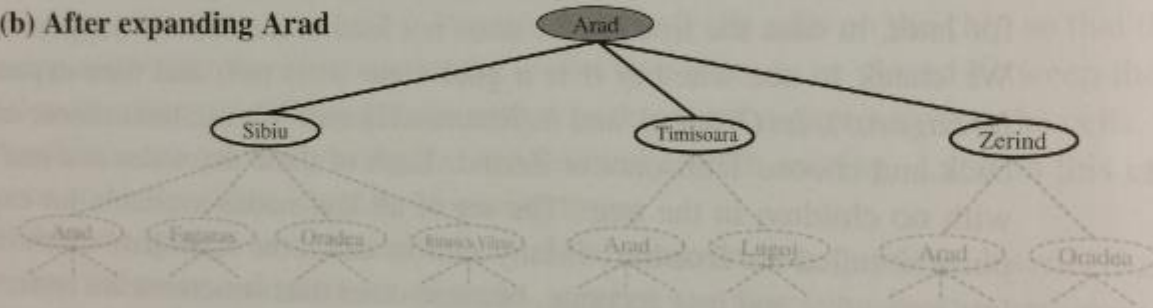 (b) After expanding Arad
Arad
Sibiu
Timisoara
Zerind
Arad
Fagaras
Oradea
Rimnicu Vilcea
Arad
Lugoj
Arad
Oradea